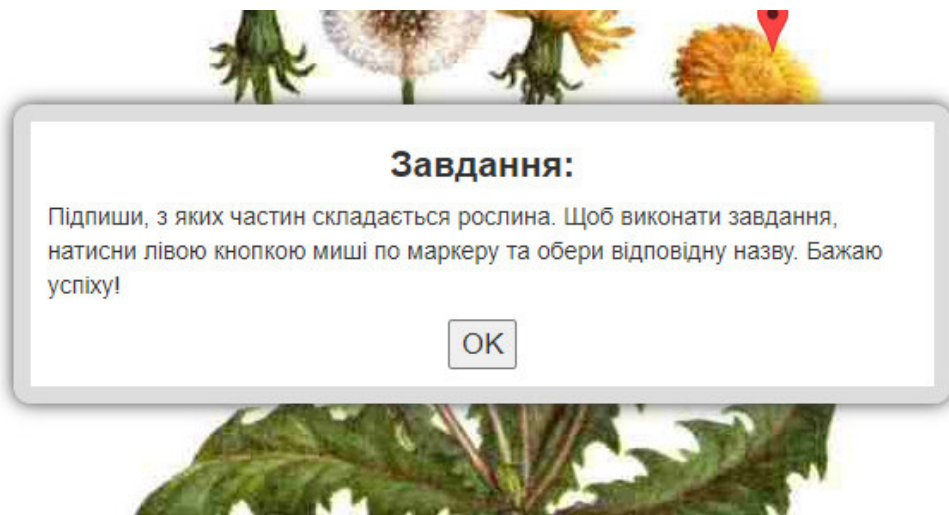 Завдання:
Підпиши, з яких частин складається рослина. Щоб виконати завдання,
натисни лівою кнопкою миші по маркеру та обери відповідну назву. Бажаю
успіху!
OK